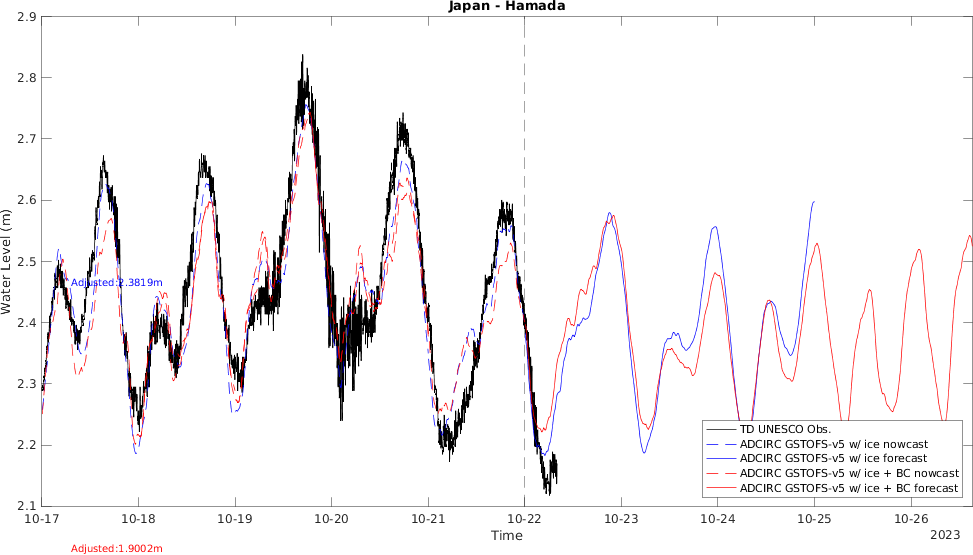 Japan - Hamada
2.9
2.8
2.7
2.6
2.5
2.4
2.3
2.2
2.1
Water Level (m)
Adjusted:2.3819m
TD UNESCO Obs.
ADCIRC GSTOFS-v5 w/ ice nowcast
ADCIRC GSTOFS-v5 w/ ice forecast
ADCIRC GSTOFS-v5 w/ ice + BC nowcast
ADCIRC GSTOFS-v5 w/ ice + BC forecast
10-17 10-18 10-19 10-20 10-21 10-22 10-23 10-24 10-25 10-26
Time
2023
Adjusted:1.9002m